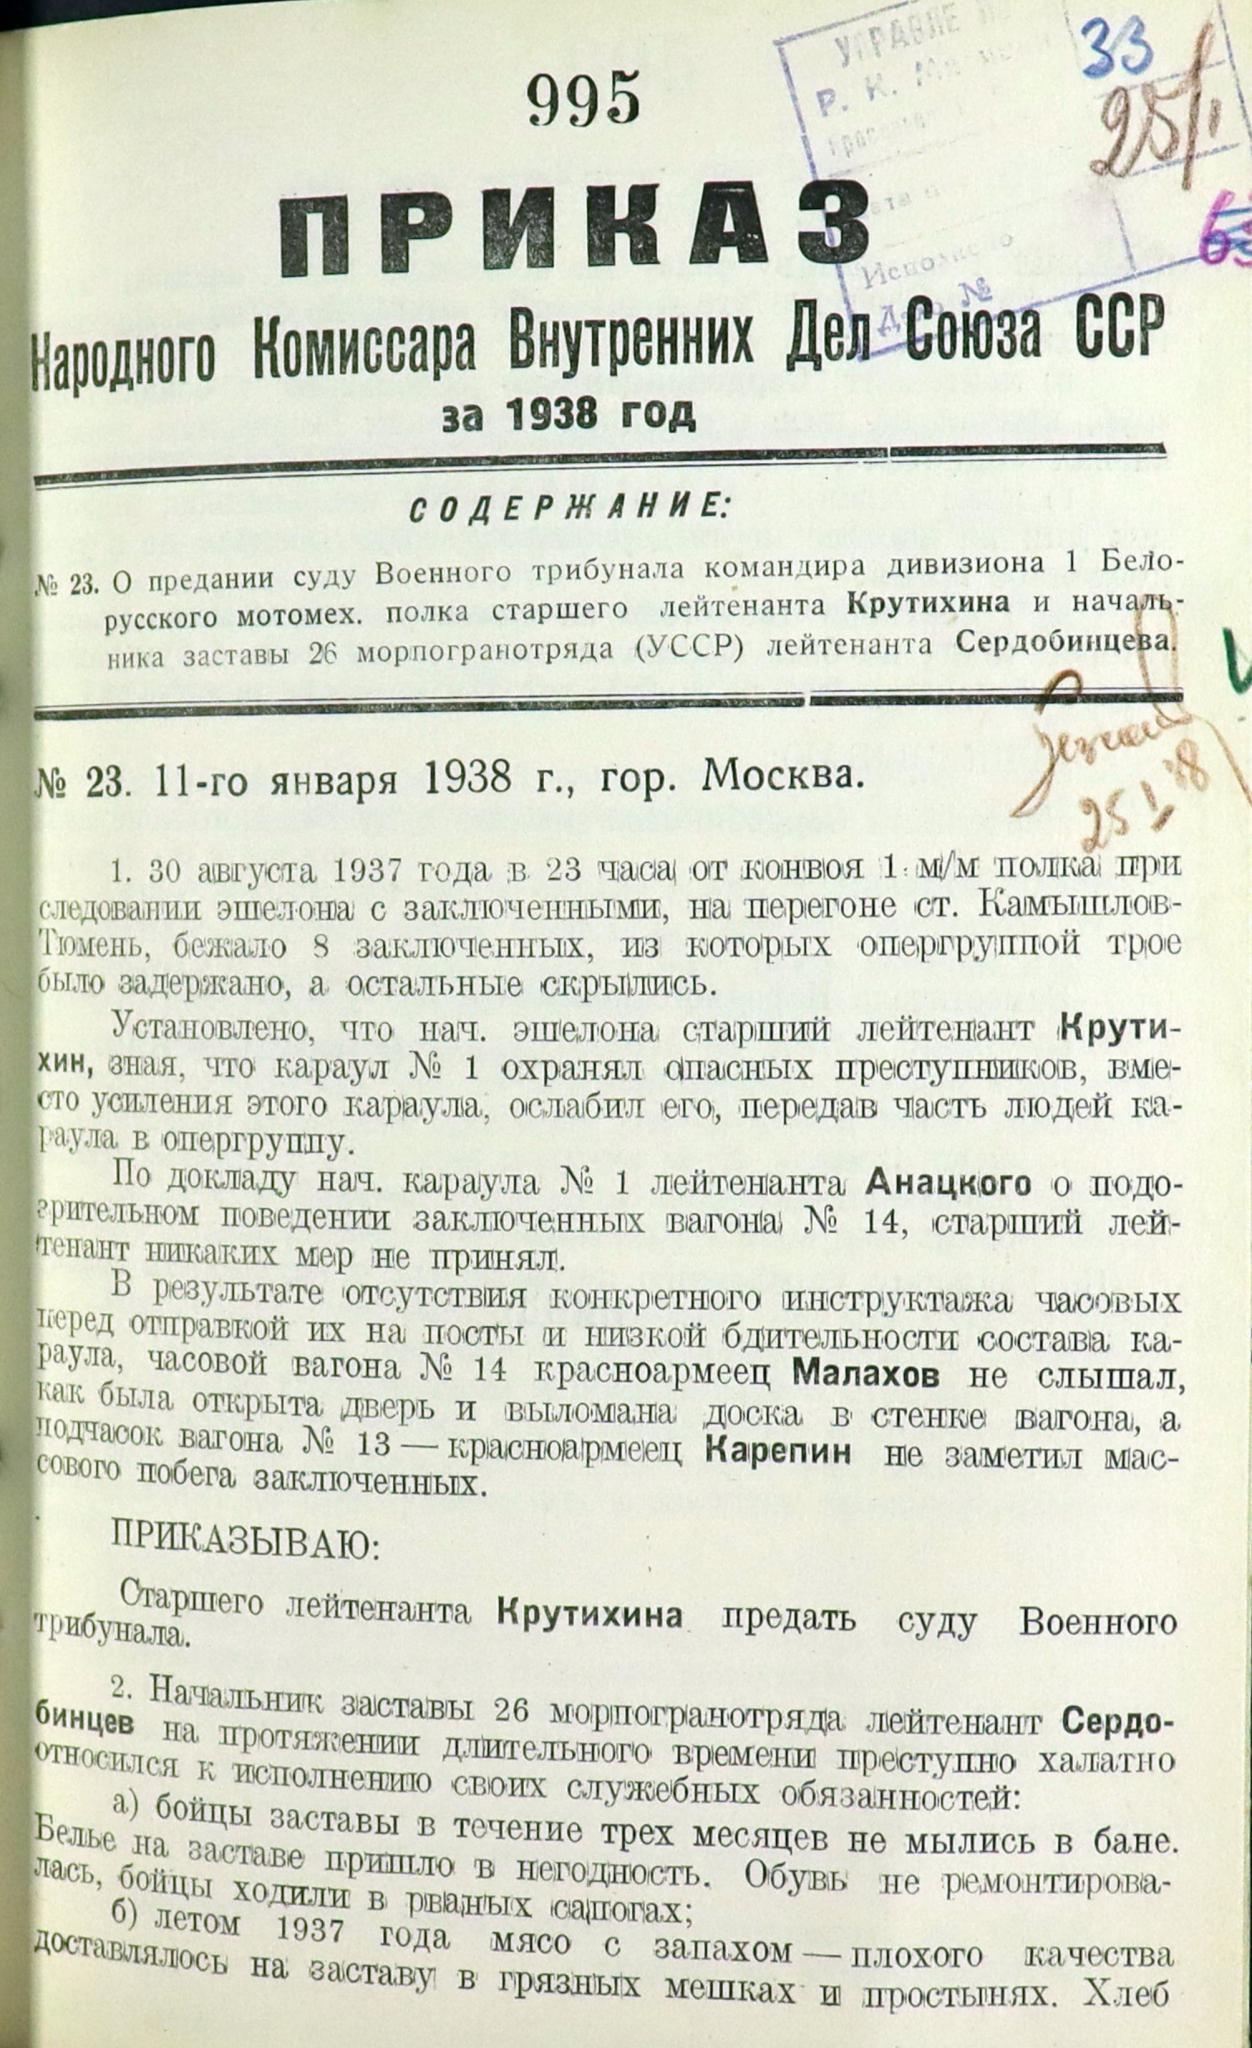 УПРАВЛЕ
Р. К.
33
25/I
995
ПРИКАЗ
Исполнено
№
Народного Комиссара Внутренних Дел Союза ССР
за 1938 год
СОДЕРЖАНИЕ:
№ 23. О предании суду Военного трибунала командира дивизиона 1 Бело-
русского мотомех. полка старшего лейтенанта Крутихина и началь-
ника заставы 26 морпогранотряда (УССР) лейтенанта Сердобинцева.
25 I 38
№ 23. 11-го января 1938 г., гор. Москва.
1. 30 августа 1937 года в 23 часа от конвоя 1 м/м полка при
следовании эшелона с заключенными, на перегоне ст. Камышлов-
Тюмень, бежало 8 заключенных, из которых опергруппой трое
было задержано, а остальные скрылись.
Установлено, что нач. эшелона старший лейтенант Крути-
хин, зная, что караул № 1 охранял опасных преступников, вме-
сто усиления этого караула, ослабил его, передав часть людей ка-
раула в опергруппу.
По докладу нач. караула № 1 лейтенанта Анацкого о подо-
зрительном поведении заключенных вагона № 14, старший лей-
тенант никаких мер не принял.
В результате отсутствия конкретного инструктажа часовых
перед отправкой их на посты и низкой бдительности состава ка-
раула, часовой вагона № 14 красноармеец Малахов не слышал,
как была открыта дверь и выломана доска в стенке вагона, а
подчасок вагона № 13 — красноармеец Карепин не заметил мас-
сового побега заключенных.
ПРИКАЗЫВАЮ:
Старшего лейтенанта Крутихина предать суду Военного
трибунала.
2. Начальник заставы 26 морпогранотряда лейтенант Сердо-
бинцев на протяжении длительного времени преступно халатно
относился к исполнению своих служебных обязанностей:
а) бойцы заставы в течение трех месяцев не мылись в бане.
Белье на заставе пришло в негодность. Обувь не ремонтирова-
лась, бойцы ходили в рваных сапогах;
б) летом 1937 года мясо с запахом — плохого качества
доставлялось на заставу в грязных мешках и простынях. Хлеб